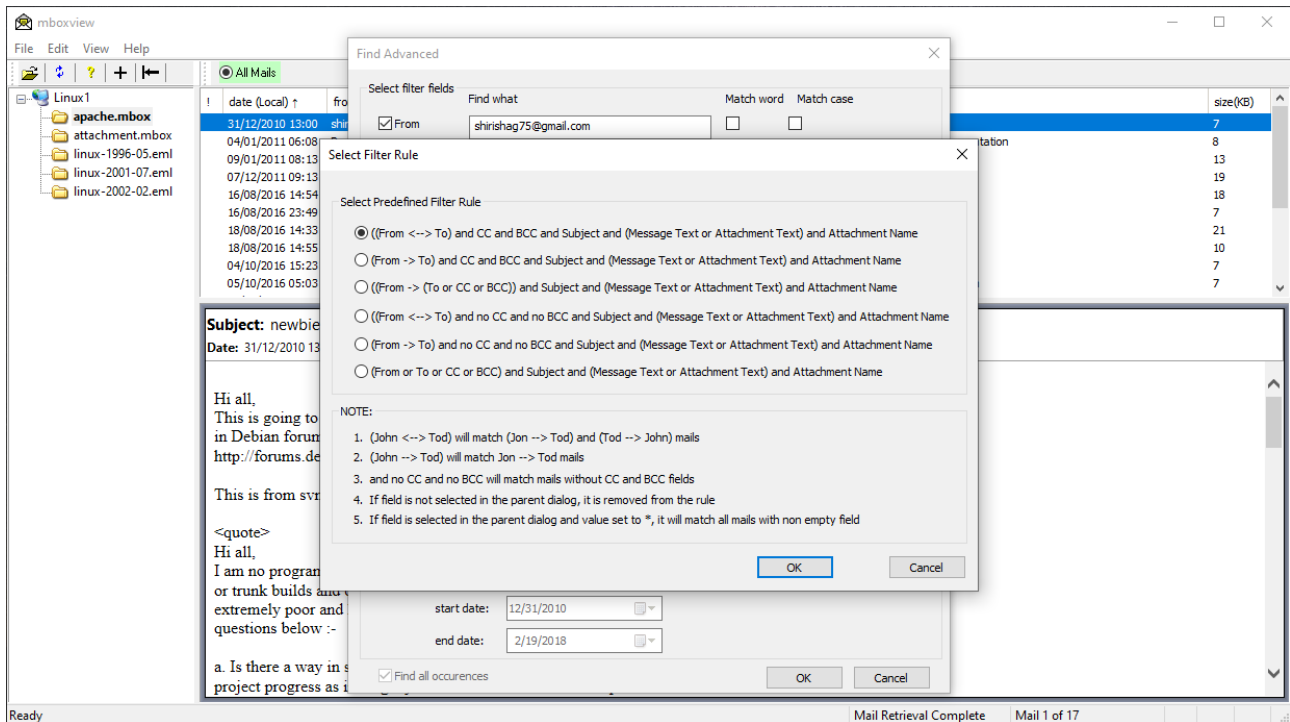 mboxview
File Edit View Help
All Mails
Linux1
apache.mbox
attachment.mbox
linux-1996-05.eml
linux-2001-07.eml
linux-2002-02.eml
! date (Local) ↑ size(KB)
31/12/2010 13:00 7
04/01/2011 06:08 8
09/01/2011 08:13 13
07/12/2011 09:13 19
16/08/2016 14:54 18
16/08/2016 23:49 7
18/08/2016 14:33 21
18/08/2016 14:55 10
04/10/2016 15:23 7
05/10/2016 05:03 7
Find Advanced
Select filter fields
Find what Match word Match case
From shirishag75@gmail.com
Select Filter Rule
Select Predefined Filter Rule
((From <--> To) and CC and BCC and Subject and (Message Text or Attachment Text) and Attachment Name
(From -> To) and CC and BCC and Subject and (Message Text or Attachment Text) and Attachment Name
((From -> (To or CC or BCC)) and Subject and (Message Text or Attachment Text) and Attachment Name
((From <--> To) and no CC and no BCC and Subject and (Message Text or Attachment Text) and Attachment Name
(From -> To) and no CC and no BCC and Subject and (Message Text or Attachment Text) and Attachment Name
(From or To or CC or BCC) and Subject and (Message Text or Attachment Text) and Attachment Name
NOTE:
1. (John <--> Tod) will match (Jon --> Tod) and (Tod --> John) mails
2. (John --> Tod) will match Jon --> Tod mails
3. and no CC and no BCC will match mails without CC and BCC fields
4. If field is not selected in the parent dialog, it is removed from the rule
5. If field is selected in the parent dialog and value set to *, it will match all mails with non empty field
OK Cancel
start date: 12/31/2010
end date: 2/19/2018
Find all occurences
OK Cancel
Subject: newbie
Date: 31/12/2010 13
Hi all,
This is going to
in Debian forum
http://forums.de
This is from svn
<quote>
Hi all,
I am no program
or trunk builds and
extremely poor and
questions below :-
a. Is there a way in s
project progress as i
Ready Mail Retrieval Complete Mail 1 of 17